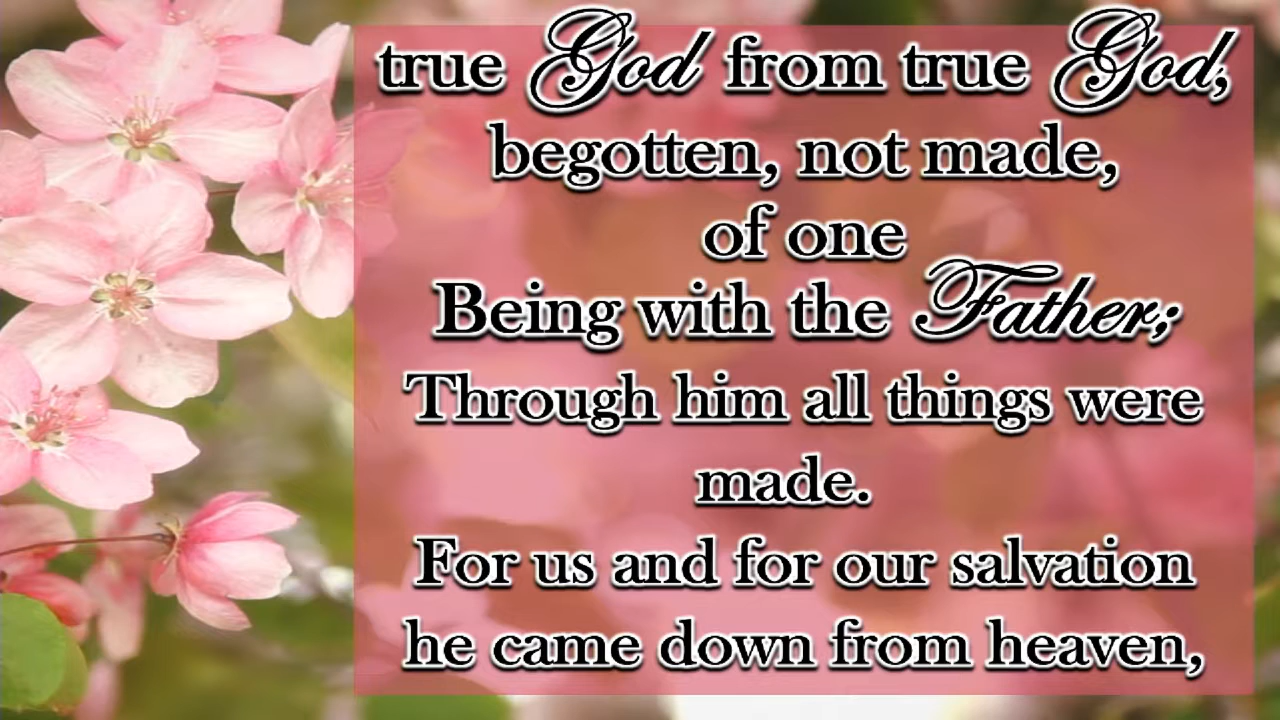 true God from true God,
begotten, not made,
of one
Being with the Father;
Through him all things were
made.
For us and for our salvation
he came down from heaven,